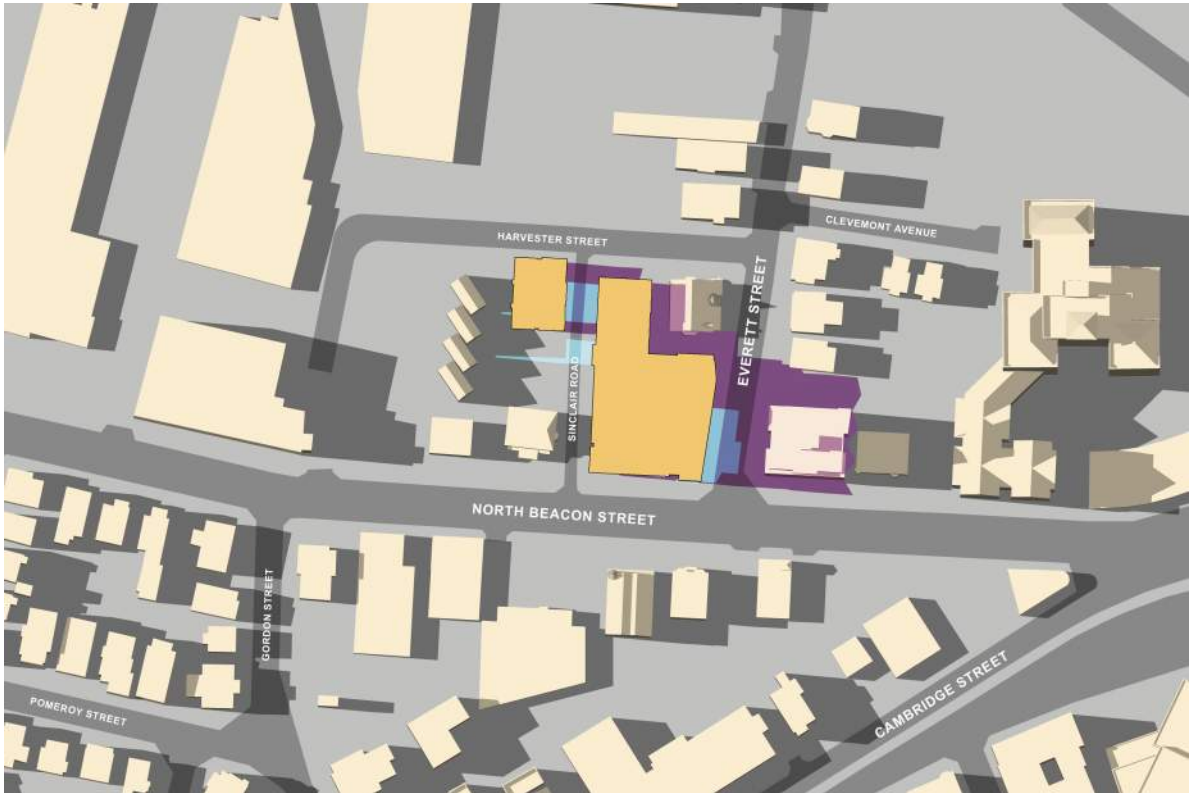 CLEVEMONT AVENUE
HARVESTER STREET
EVERETT STREET
SINCLAIR ROAD
NORTH BEACON STREET
GORDON STREET
CAMBRIDGE STREET
POMEROY STREET